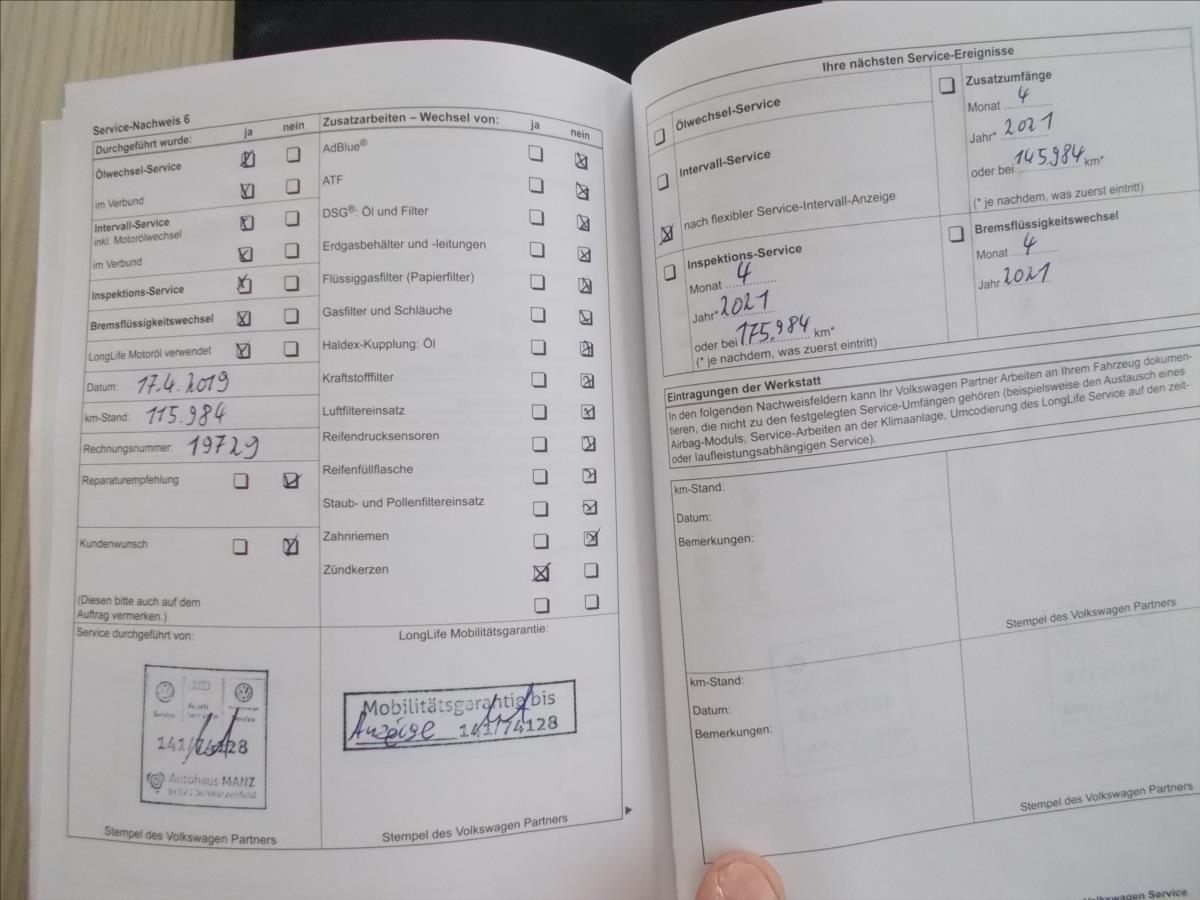 Service-Nachweis 6
Durchgeführt wurde: ja nein
Ölwechsel-Service
im Verbund
Intervall-Service
inkl. Motorölwechsel
im Verbund
Inspektions-Service
Bremsflüssigkeitswechsel
LongLife Motoröl verwendet
Datum: 17.4.2019
km-Stand: 115.984
Rechnungsnummer: 19729
Reparaturempfehlung
Kundenwunsch
(Diesen bitte auch auf dem
Auftrag vermerken.)
Service durchgeführt von:
Service
141/74128
Autohaus MANZ
Stempel des Volkswagen Partners
Zusatzarbeiten – Wechsel von: ja nein
AdBlue®
ATF
DSG®: Öl und Filter
Erdgasbehälter und -leitungen
Flüssiggasfilter (Papierfilter)
Gasfilter und Schläuche
Haldex-Kupplung: Öl
Kraftstofffilter
Luftfiltereinsatz
Reifendrucksensoren
Reifenfüllflasche
Staub- und Pollenfiltereinsatz
Zahnriemen
Zündkerzen
LongLife Mobilitätsgarantie:
Mobilitätsgarantie bis
Anzeige 141/74128
Stempel des Volkswagen Partners
Ihre nächsten Service-Ereignisse
Ölwechsel-Service
Intervall-Service
nach flexibler Service-Intervall-Anzeige
Inspektions-Service
Monat 4
Jahr* 2021
oder bei 175.984 km*
(* je nachdem, was zuerst eintritt)
Zusatzumfänge
Monat 4
Jahr* 2021
oder bei 145.984 km*
(* je nachdem, was zuerst eintritt)
Bremsflüssigkeitswechsel
Monat 4
Jahr 2021
Eintragungen der Werkstatt
In den folgenden Nachweisfeldern kann Ihr Volkswagen Partner Arbeiten an Ihrem Fahrzeug dokumen-
tieren, die nicht zu den festgelegten Service-Umfängen gehören (beispielsweise den Austausch eines
Airbag-Moduls, Service-Arbeiten an der Klimaanlage, Umcodierung des LongLife Service auf den zeit-
oder laufleistungsabhängigen Service).
km-Stand:
Datum:
Bemerkungen:
Stempel des Volkswagen Partners
km-Stand:
Datum:
Bemerkungen:
Stempel des Volkswagen Partners
Volkswagen Service